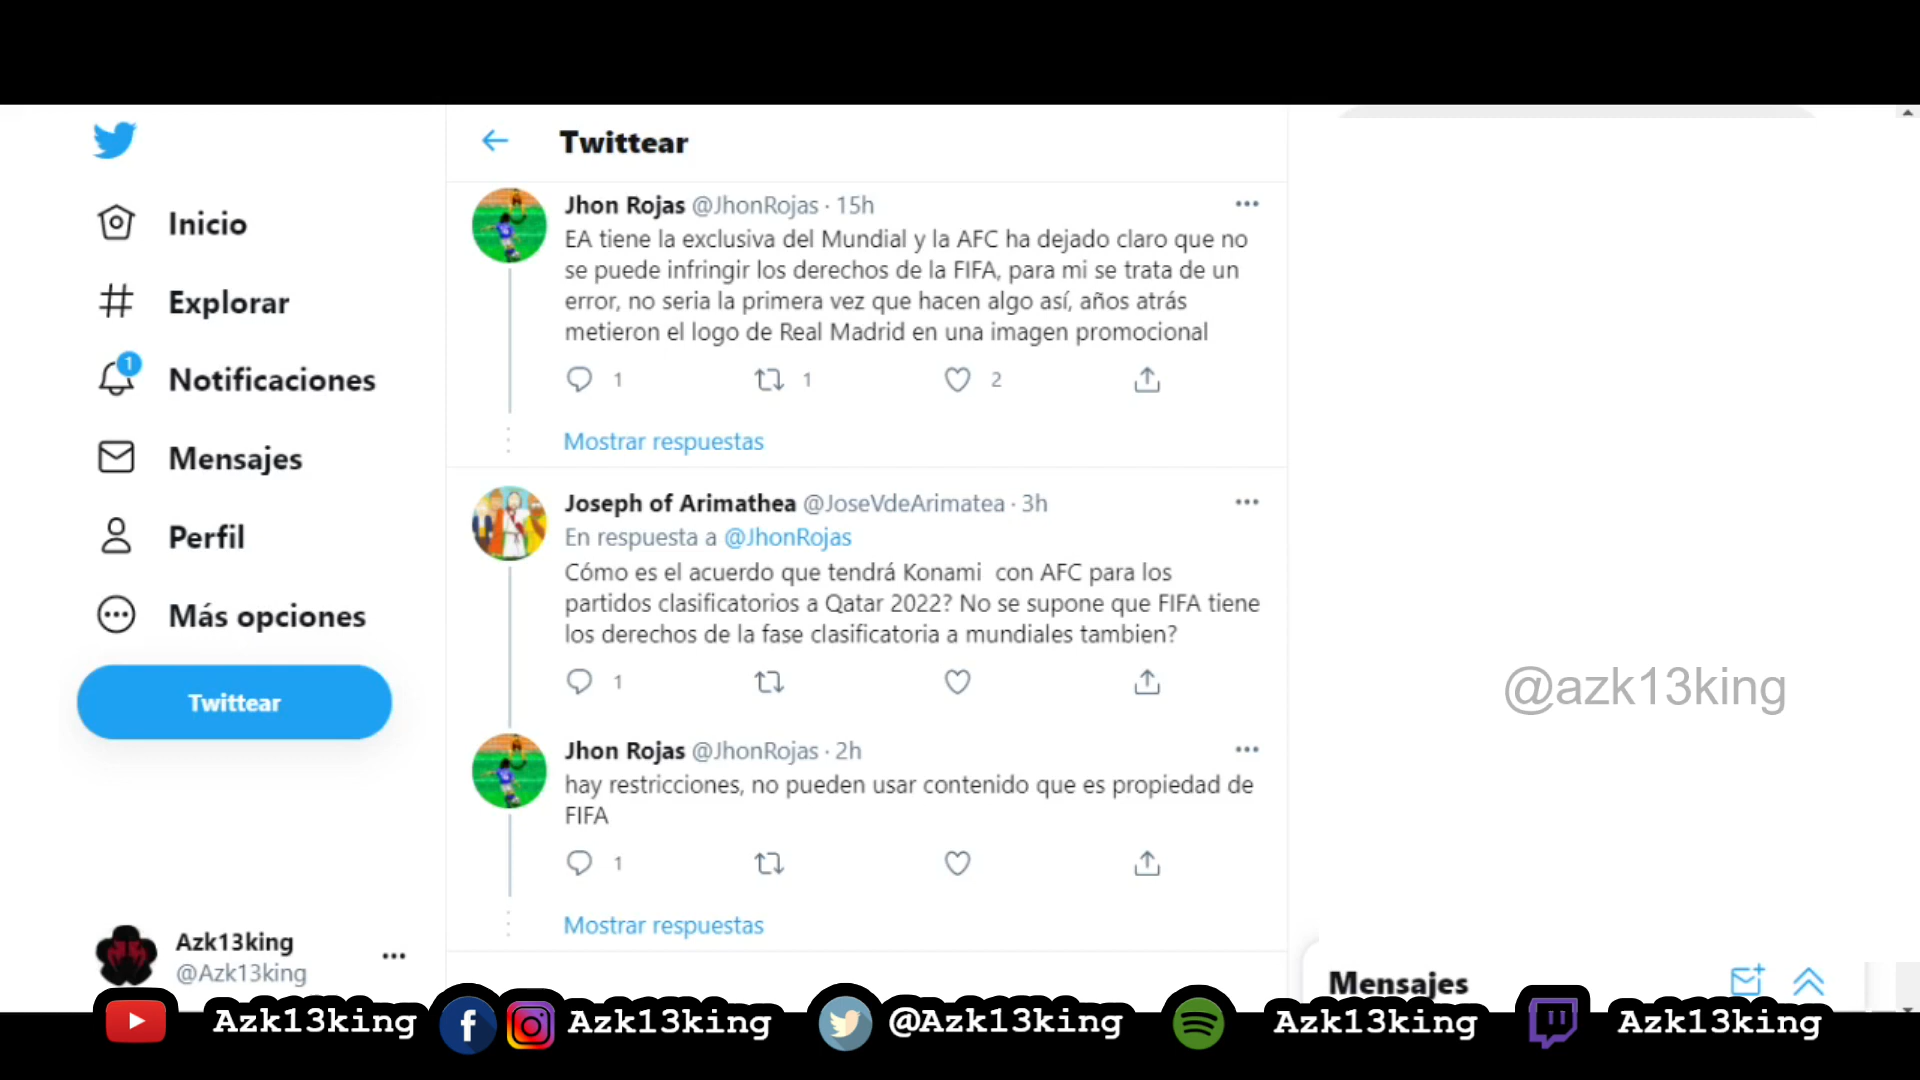 Twittear
Inicio
Explorar
1
Notificaciones
Mensajes
Perfil
Más opciones
Twittear
Azk13king
@Azk13king
Jhon Rojas @JhonRojas · 15h
EA tiene la exclusiva del Mundial y la AFC ha dejado claro que no
se puede infringir los derechos de la FIFA, para mi se trata de un
error, no seria la primera vez que hacen algo así, años atrás
metieron el logo de Real Madrid en una imagen promocional
1 1 2
Mostrar respuestas
Joseph of Arimathea @JoseVdeArimatea · 3h
En respuesta a @JhonRojas
Cómo es el acuerdo que tendrá Konami con AFC para los
partidos clasificatorios a Qatar 2022? No se supone que FIFA tiene
los derechos de la fase clasificatoria a mundiales tambien?
1
Jhon Rojas @JhonRojas · 2h
hay restricciones, no pueden usar contenido que es propiedad de
FIFA
1
Mostrar respuestas
@azk13king
Mensajes
Azk13king Azk13king @Azk13king Azk13king Azk13king